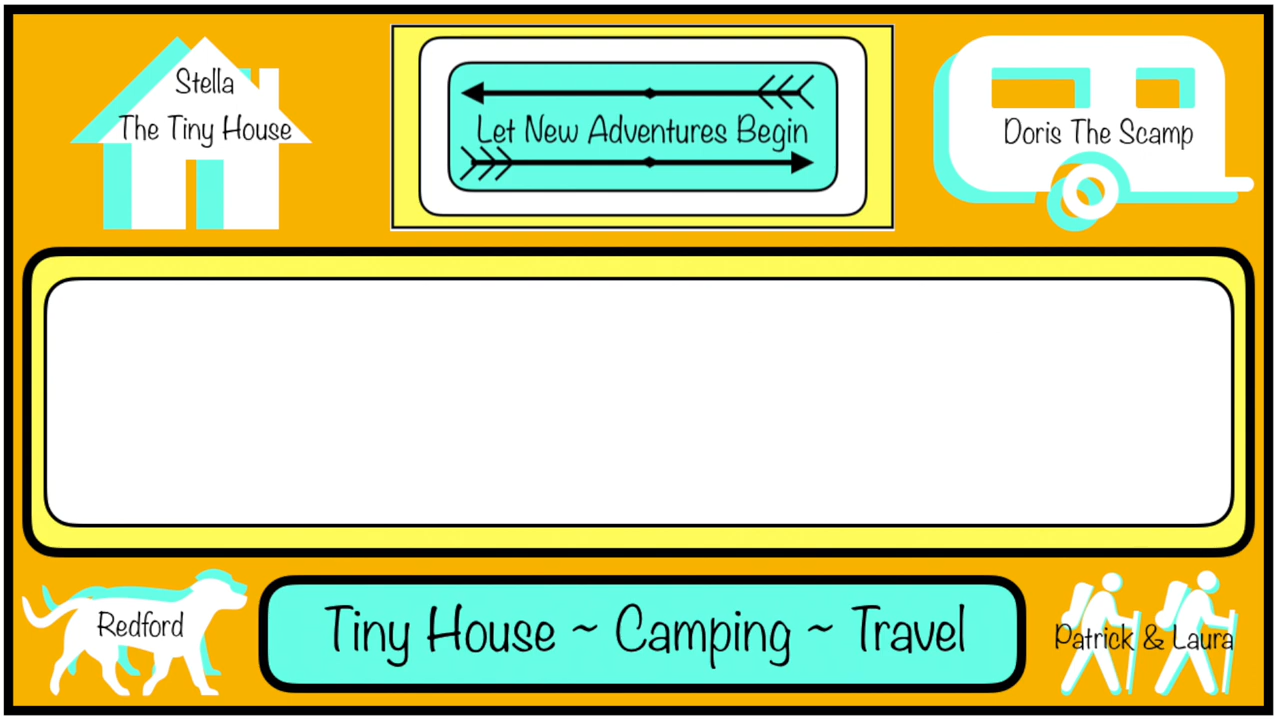 Stella
The Tiny House
Let New Adventures Begin
Doris The Scamp
Redford
Tiny House ~ Camping ~ Travel
Patrick & Laura